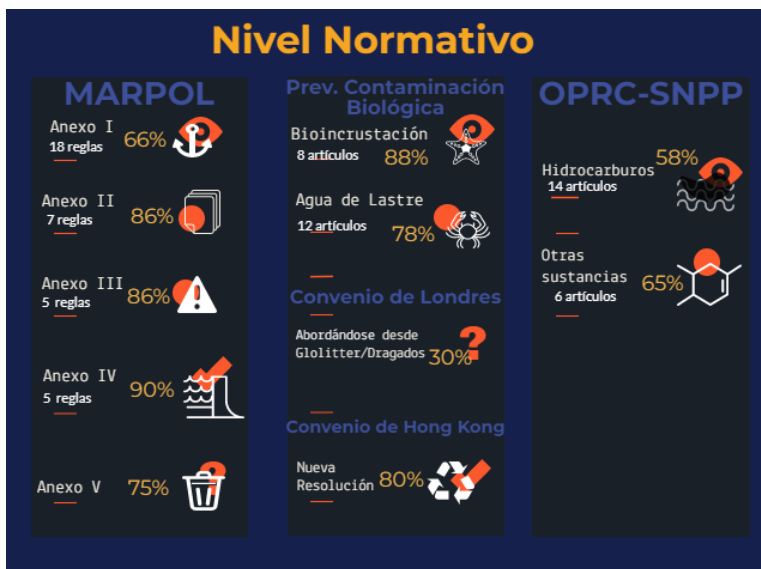 Nivel Normativo
MARPOL
Anexo I
18 reglas
66%
Anexo II
7 reglas
86%
Anexo III
5 reglas
86%
Anexo IV
5 reglas
90%
Anexo V
75%
Prev. Contaminación
Biológica
Bioincrustación
8 artículos
88%
Agua de Lastre
12 artículos
78%
Convenio de Londres
Abordándose desde
Glolitter/Dragados
30%
?
Convenio de Hong Kong
Nueva
Resolución
80%
OPRC-SNPP
Hidrocarburos
14 artículos
58%
Otras
sustancias
6 artículos
65%